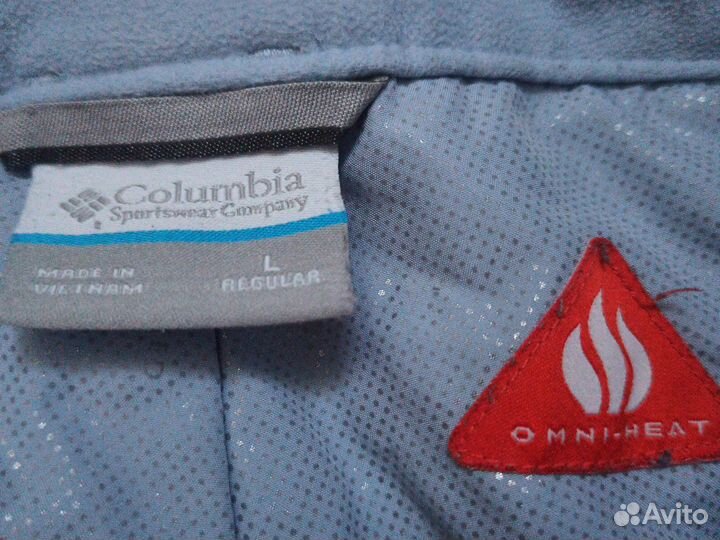 Columbia
Sportswear Company
MADE IN
VIETNAM
L
REGULAR
OMNI-HEAT
Avito